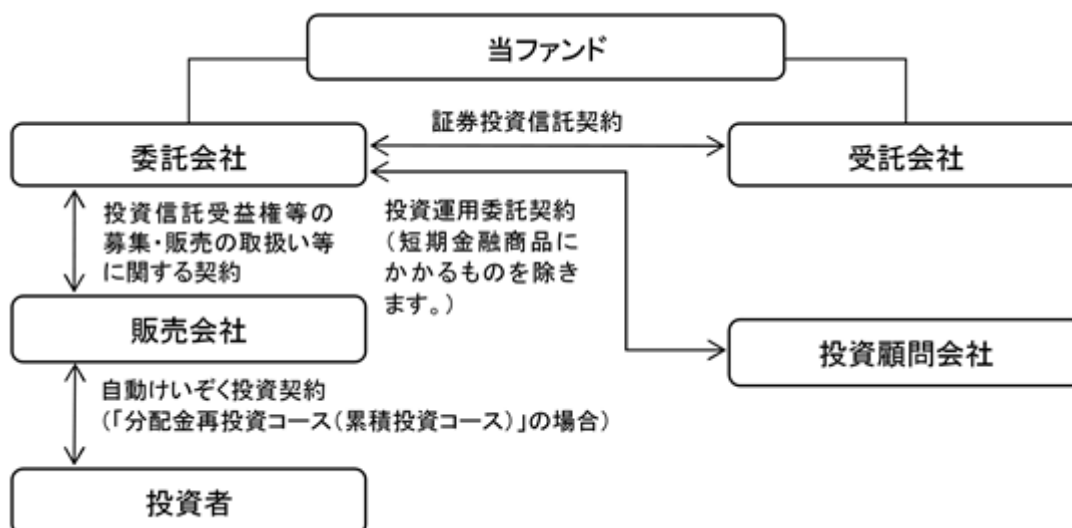 当ファンド
証券投資信託契約
委託会社
受託会社
投資信託受益権等の
募集・販売の取扱い等
に関する契約
投資運用委託契約
(短期金融商品に
かかるものを除き
ます。)
販売会社
投資顧問会社
自動けいぞく投資契約
(「分配金再投資コース(累積投資コース)」の場合)
投資者